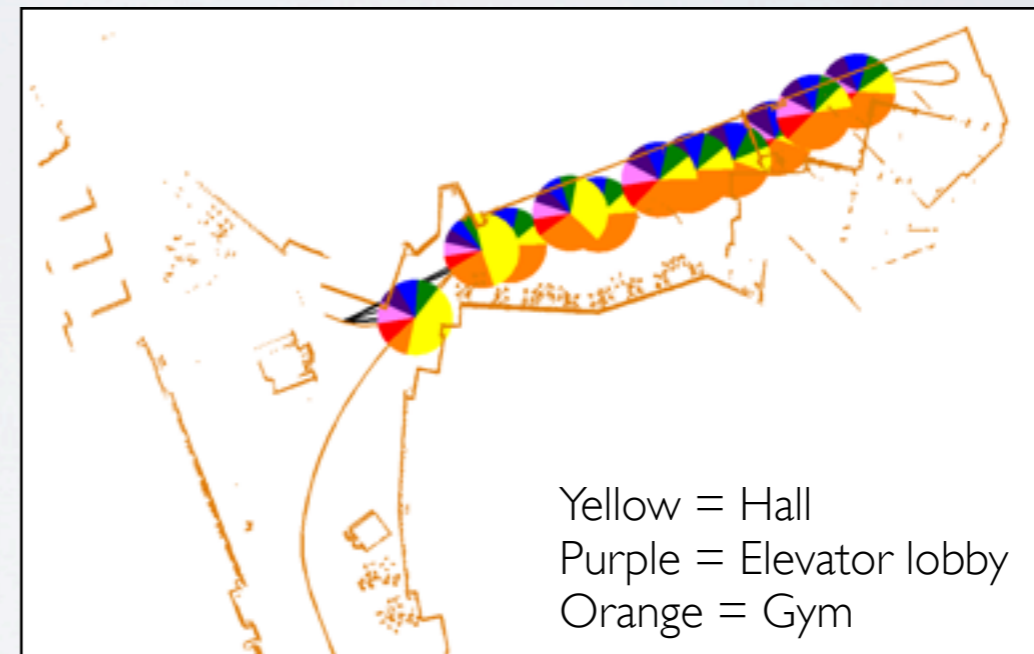 Yellow = Hall
Purple = Elevator lobby
Orange = Gym